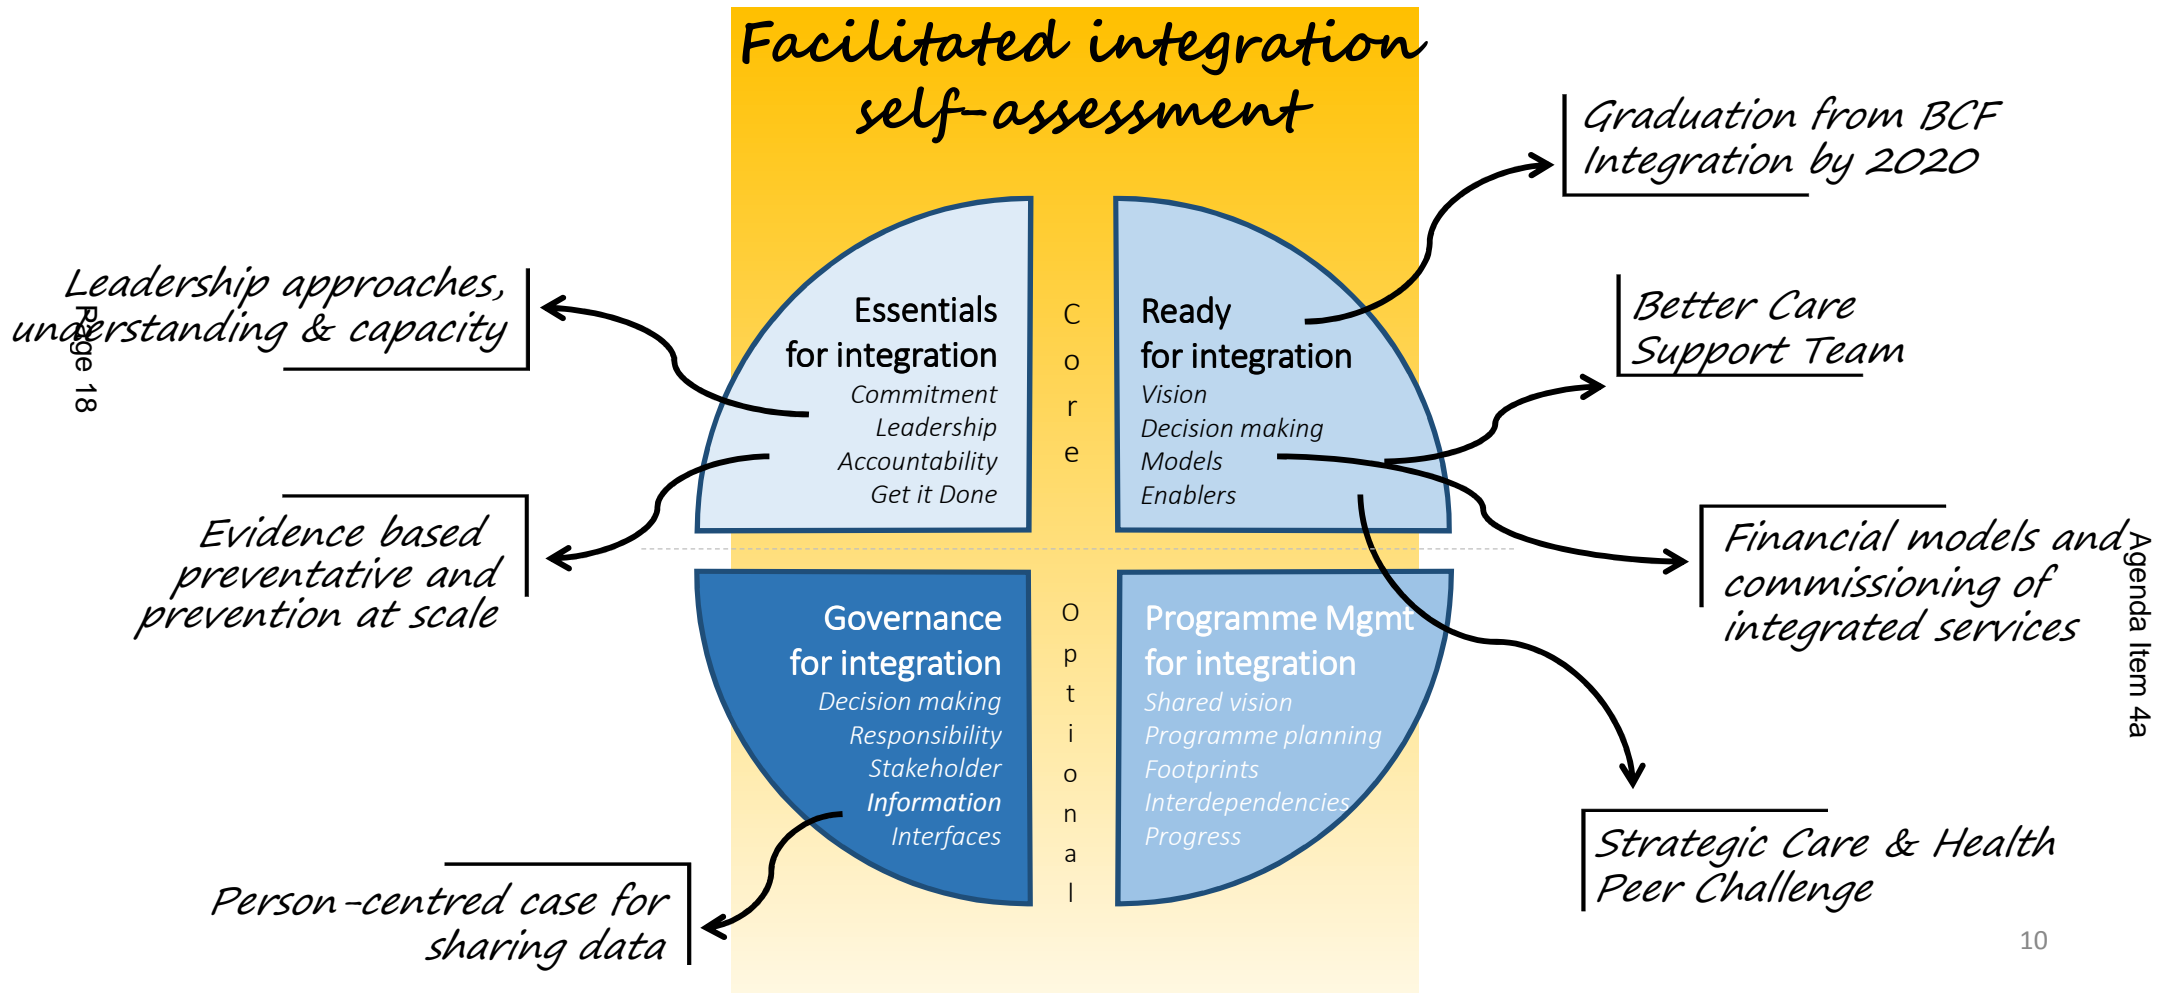 Facilitated integration
self-assessment
Leadership approaches,
understanding & capacity
Page 18
Evidence based
preventative and
prevention at scale
Person-centred case for
sharing data
Essentials
for integration
Commitment
Leadership
Accountability
Get it Done
Core
Ready
for integration
Vision
Decision making
Models
Enablers
Governance
for integration
Decision making
Responsibility
Stakeholder
Information
Interfaces
Optional
Programme Mgmt
for integration
Shared vision
Programme planning
Footprints
Interdependencies
Progress
Graduation from BCF
Integration by 2020
Better Care
Support Team
Financial models and
commissioning of
integrated services
Agenda Item 4a
Strategic Care & Health
Peer Challenge
10